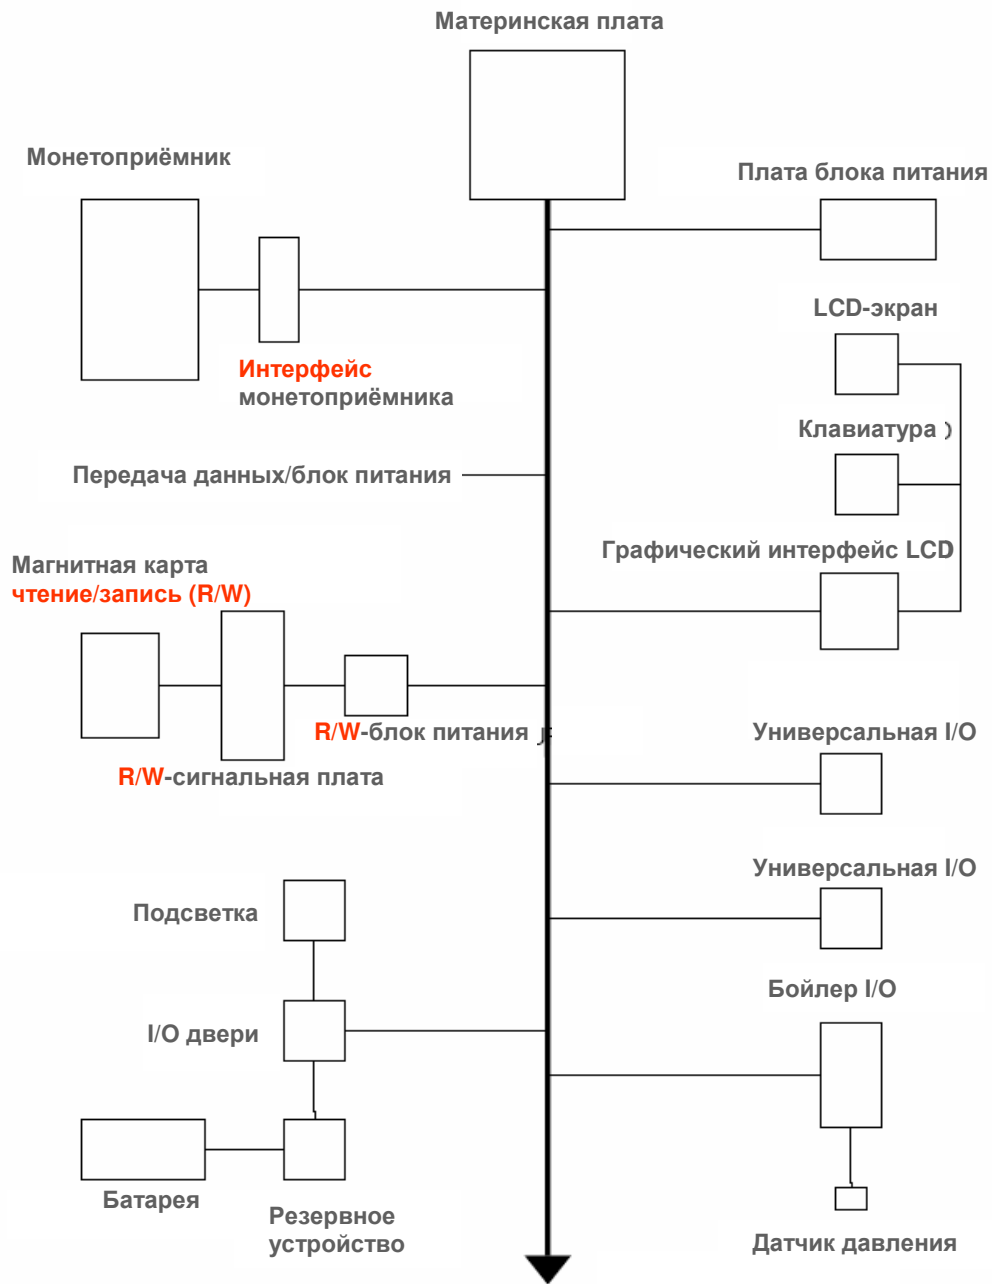 Материнская плата
Монетоприёмник
Плата блока питания
LCD-экран
Интерфейс
монетоприёмника
Клавиатура
Передача данных/блок питания
Графический интерфейс LCD
Магнитная карта
чтение/запись (R/W)
R/W-блок питания
Универсальная I/O
R/W-сигнальная плата
Универсальная I/O
Подсветка
Бойлер I/O
I/O двери
Батарея
Резервное
устройство
Датчик давления